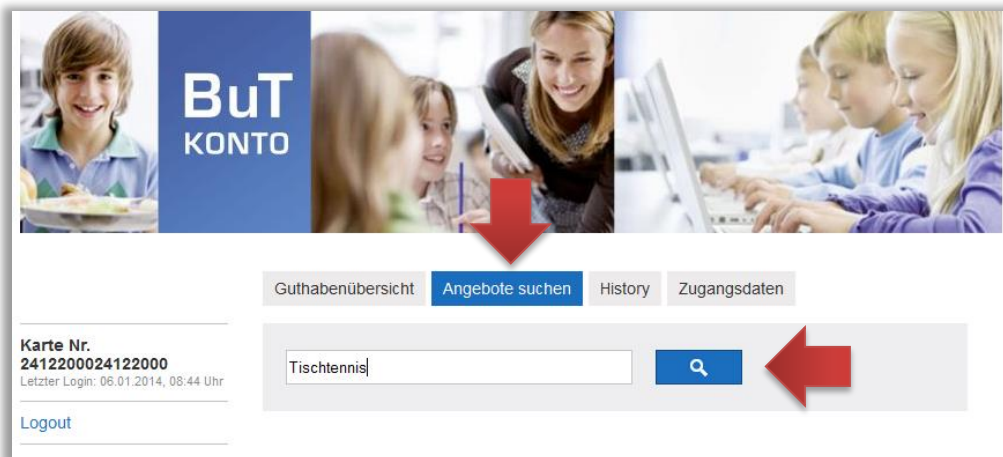 BuT
KONTO
Guthabenübersicht Angebote suchen History Zugangsdaten
Karte Nr.
2412200024122000
Letzter Login: 06.01.2014, 08:44 Uhr
Tischtennis
Logout